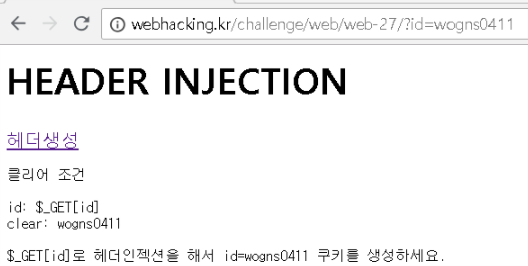 webhacking.kr/challenge/web/web-27/?id=wogns0411
HEADER INJECTION
헤더생성
클리어 조건
id: $_GET[id]
clear: wogns0411
$_GET[id]로 헤더인젝션을 해서 id=wogns0411 쿠키를 생성하세요.